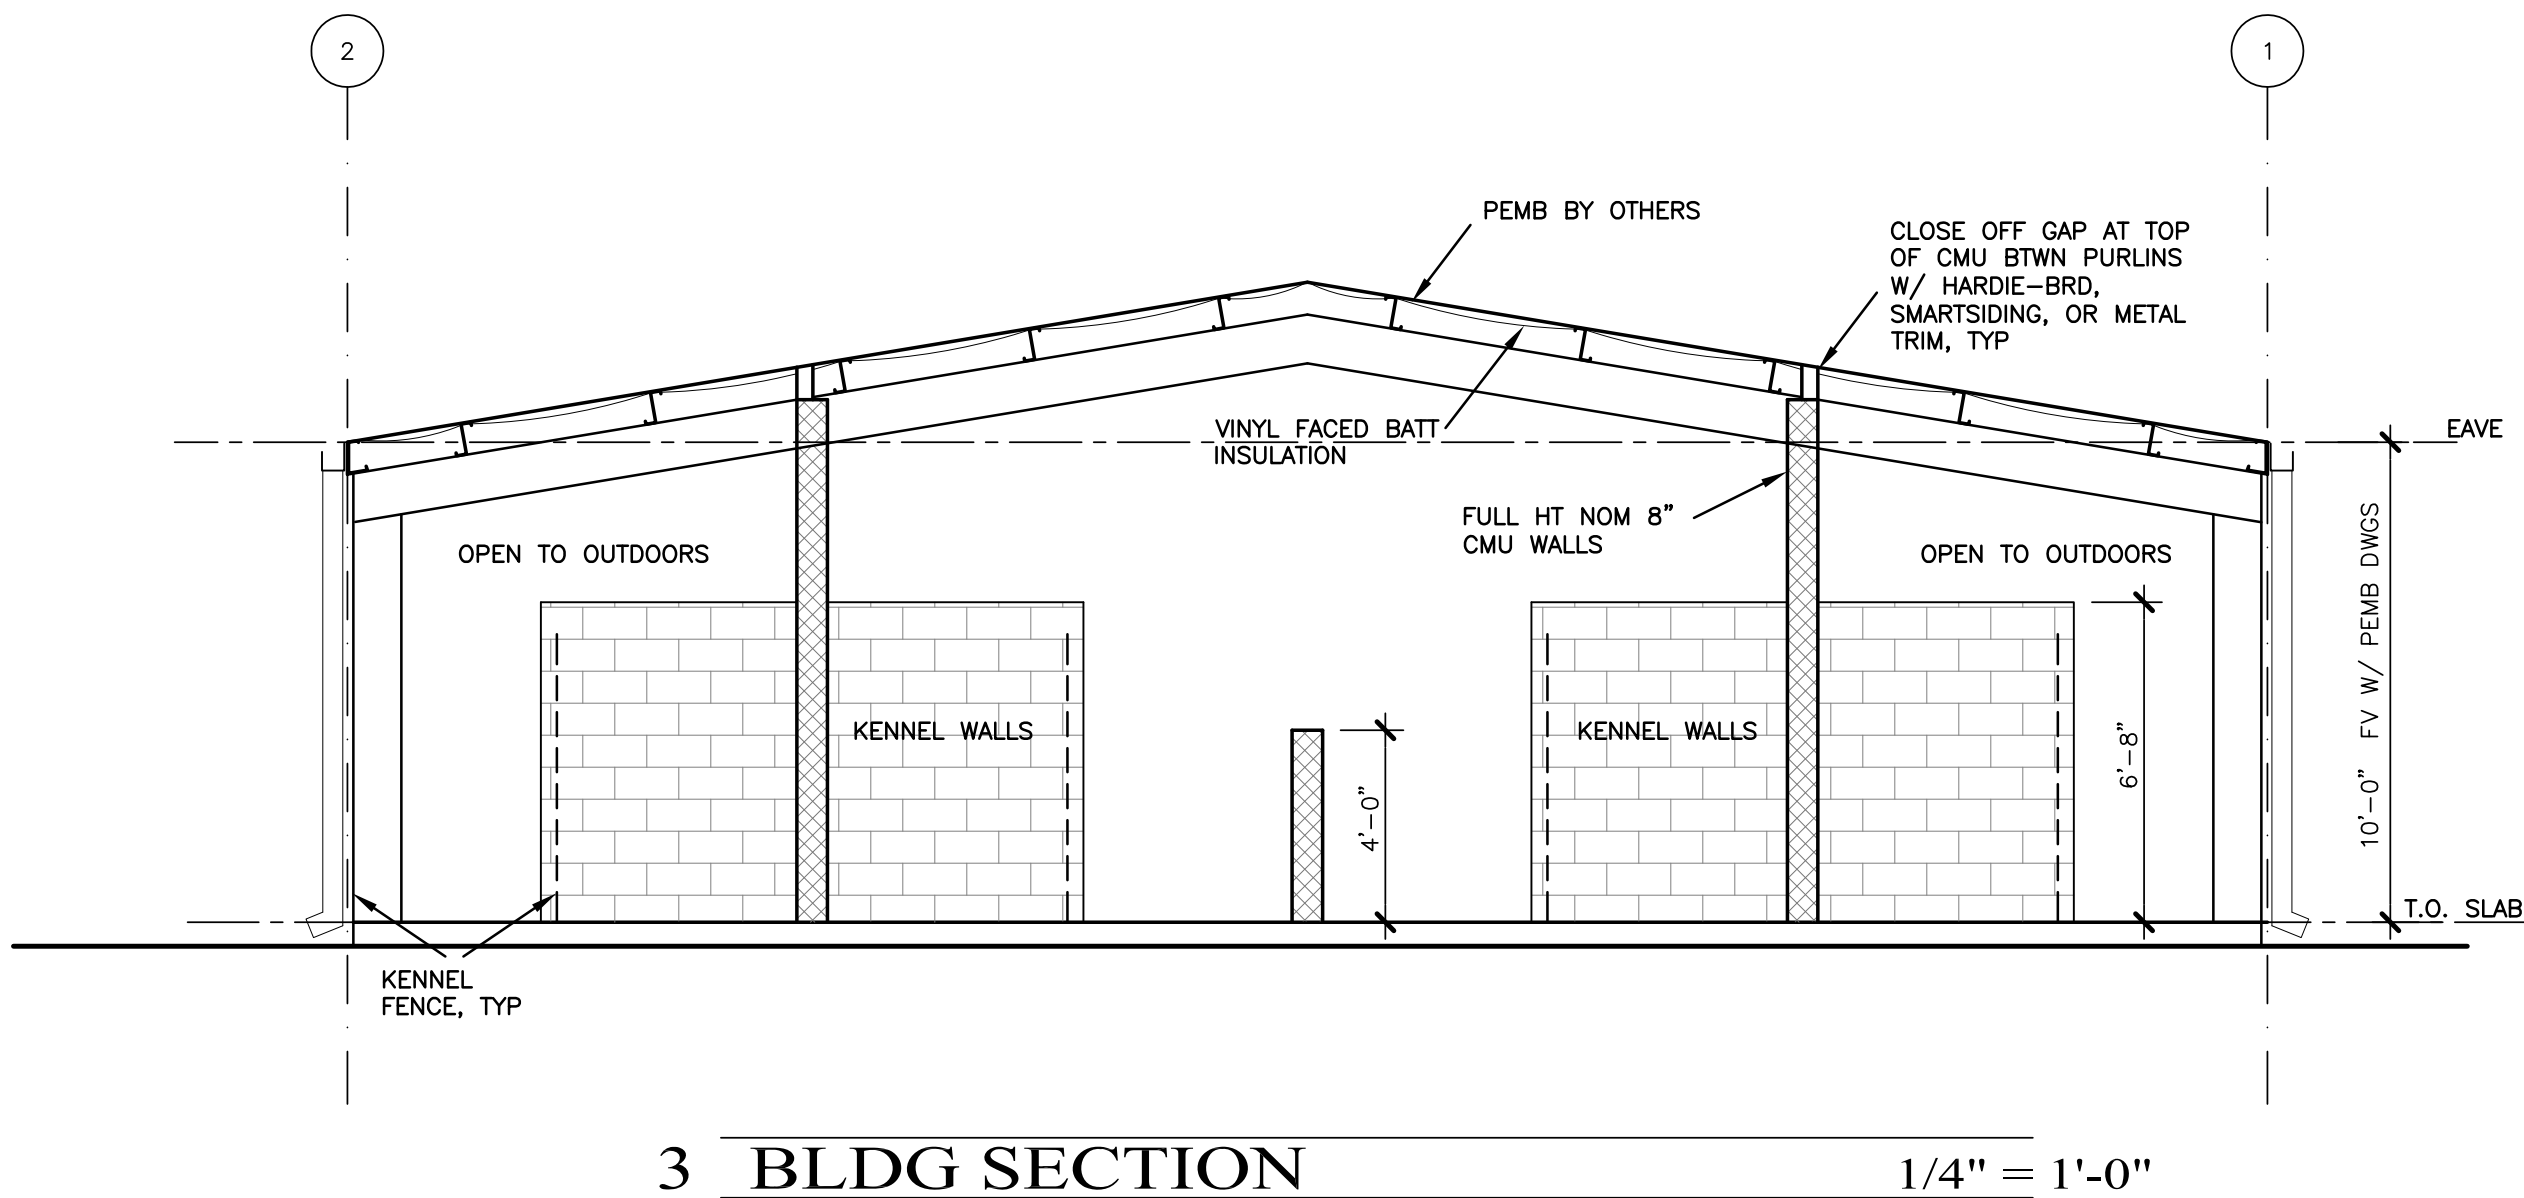 2
1
PEMB BY OTHERS
CLOSE OFF GAP AT TOP
OF CMU BTWN PURLINS
W/ HARDIE-BRD,
SMARTSIDING, OR METAL
TRIM, TYP
VINYL FACED BATT
INSULATION
EAVE
FULL HT NOM 8"
CMU WALLS
OPEN TO OUTDOORS
OPEN TO OUTDOORS
10'-0" FV W/ PEMB DWGS
KENNEL WALLS
KENNEL WALLS
6'-8"
4'-0"
T.O. SLAB
KENNEL
FENCE, TYP
3 BLDG SECTION 1/4" = 1'-0"